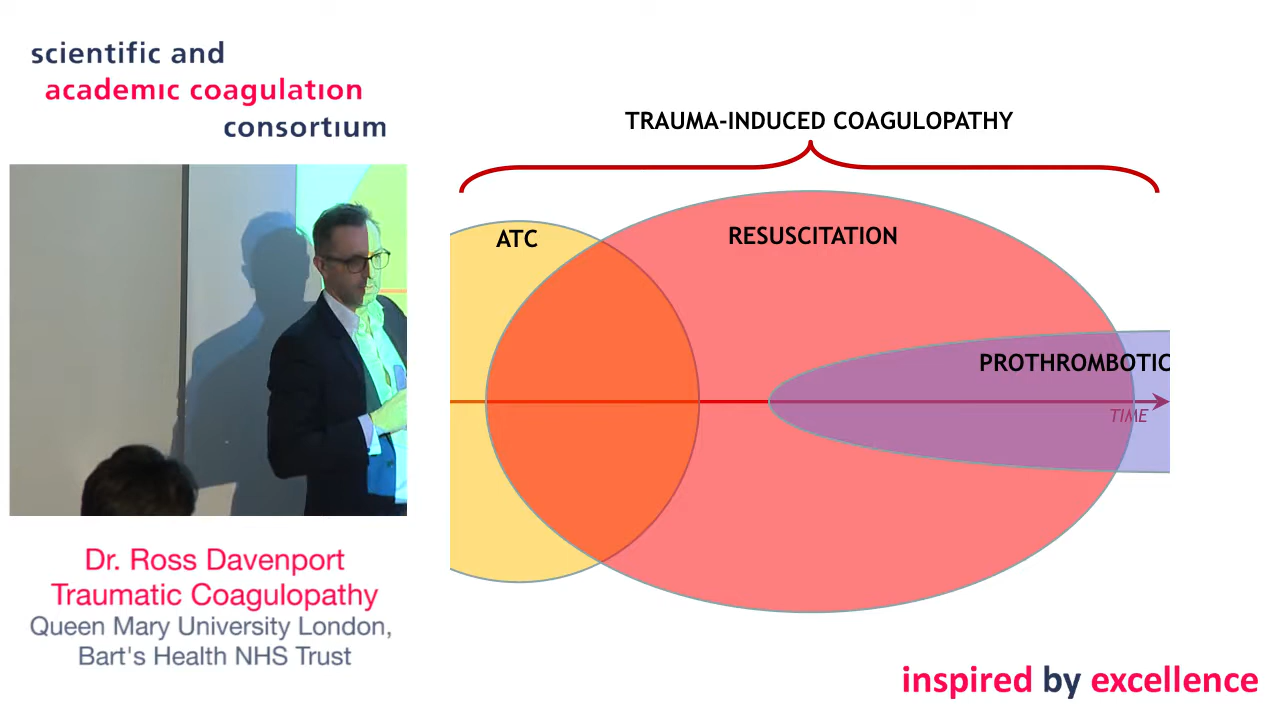 scientific and
academic coagulation
consortium
TRAUMA-INDUCED COAGULOPATHY
ATC
RESUSCITATION
PROTHROMBOTIC
TIME
Dr. Ross Davenport
Traumatic Coagulopathy
Queen Mary University London,
Bart's Health NHS Trust
inspired by excellence